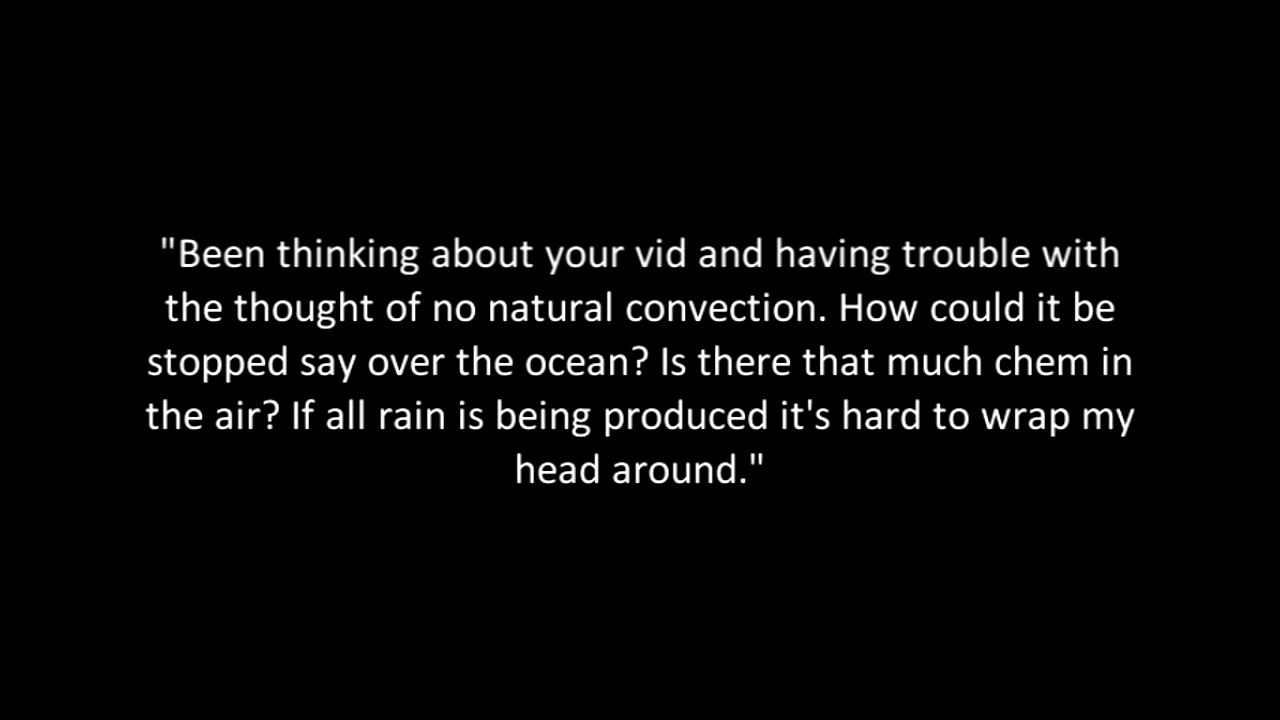 "Been thinking about your vid and having trouble with
the thought of no natural convection. How could it be
stopped say over the ocean? Is there that much chem in
the air? If all rain is being produced it's hard to wrap my
head around."